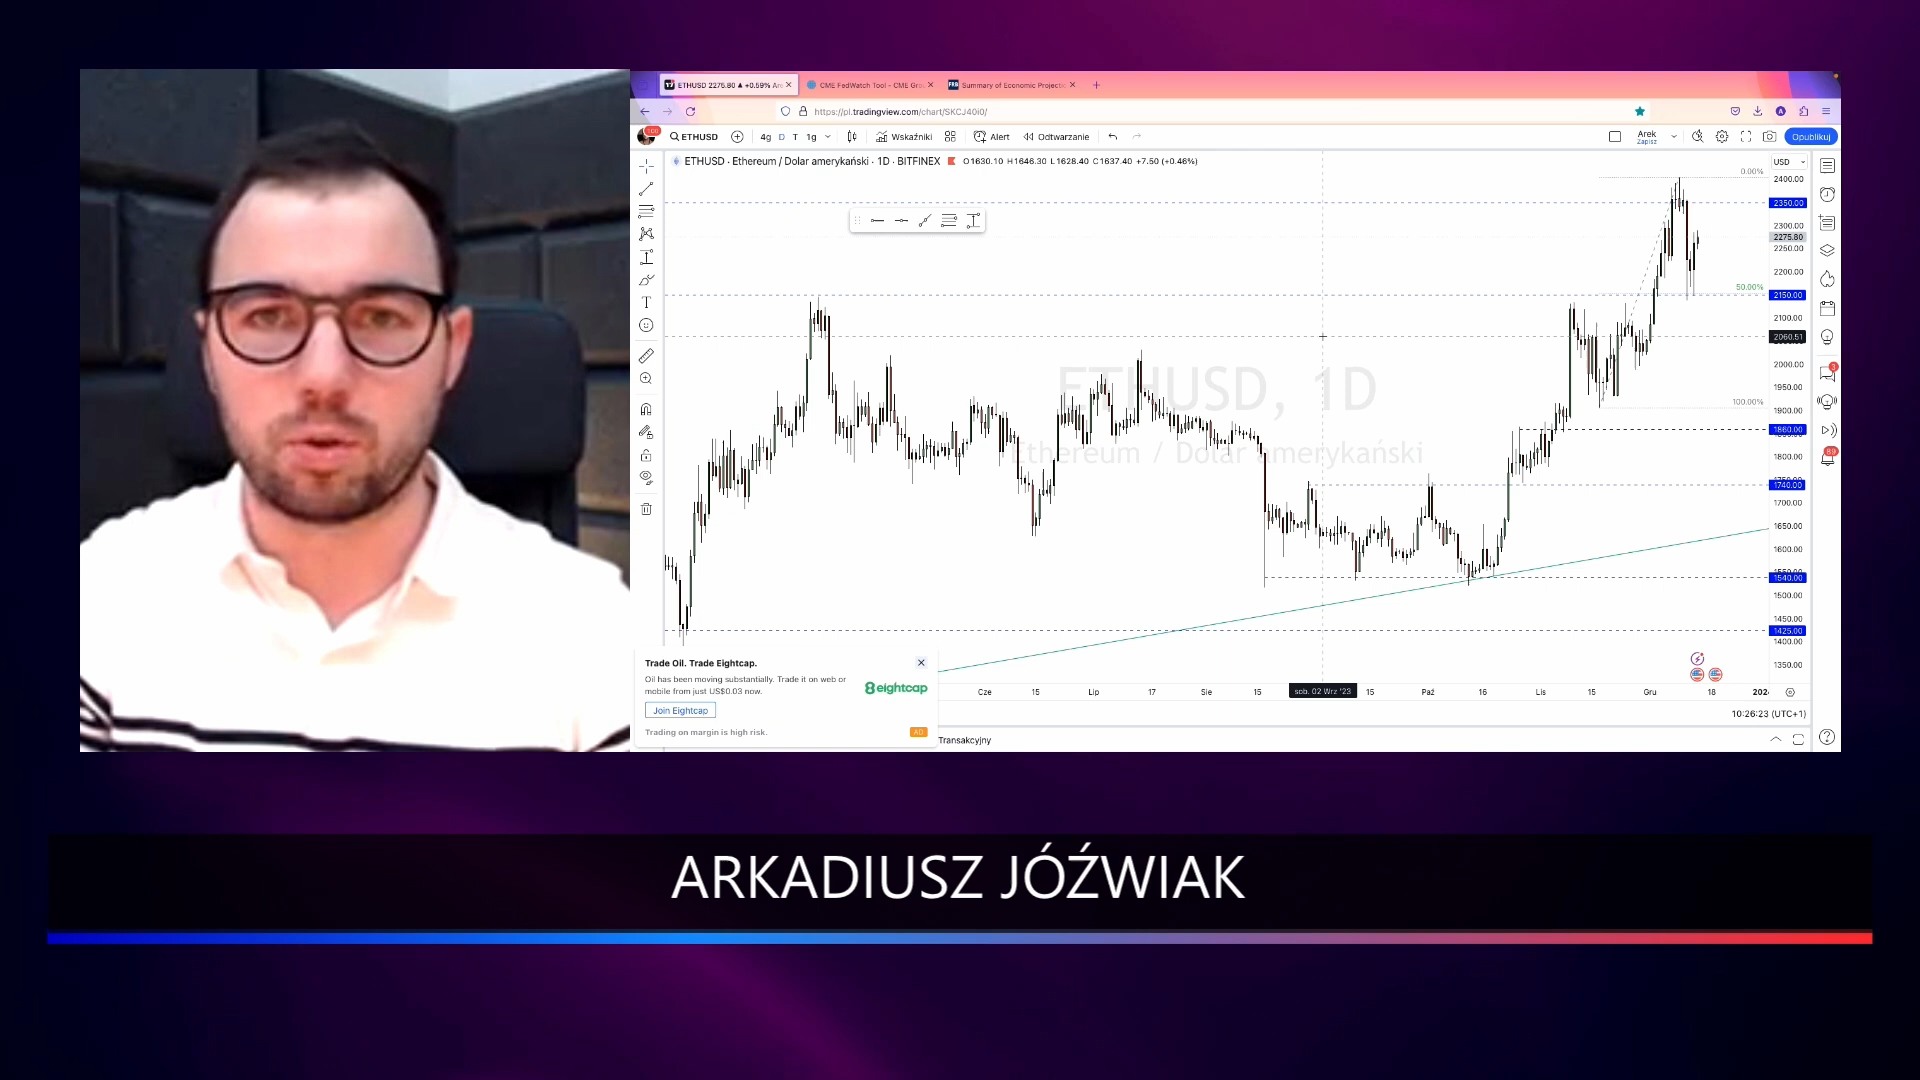 ETHUSD 2275.80 ▲ +0.59% Are
CME FedWatch Tool - CME Gro
Summary of Economic Projecti
https://pl.tradingview.com/chart/SKCJ40i0/
100
ETHUSD
4g D T 1g
Wskaźniki
Alert
Odtwarzanie
Arek
Zapisz
Opublikuj
ETHUSD · Ethereum / Dolar amerykański · 1D · BITFINEX
O1630.10 H1646.30 L1628.40 C1637.40 +7.50 (+0.46%)
USD
0.00%
2400.00
2350.00
2300.00
2275.80
2250.00
2200.00
50.00%
2150.00
2100.00
2060.51
2000.00
1950.00
100.00%
1900.00
1860.00
1800.00
1740.00
1700.00
1650.00
1600.00
1540.00
1500.00
1450.00
1425.00
1400.00
1350.00
ETHUSD, 1D
Ethereum / Dolar amerykański
Trade Oil. Trade Eightcap.
Oil has been moving substantially. Trade it on web or
mobile from just US$0.03 now.
eightcap
Join Eightcap
Trading on margin is high risk.
AD
Cze 15 Lip 17 Sie 15 sob. 02 Wrz '23 15 Paź 16 Lis 15 Gru 18 202
10:26:23 (UTC+1)
Transakcyjny
ARKADIUSZ JÓŹWIAK